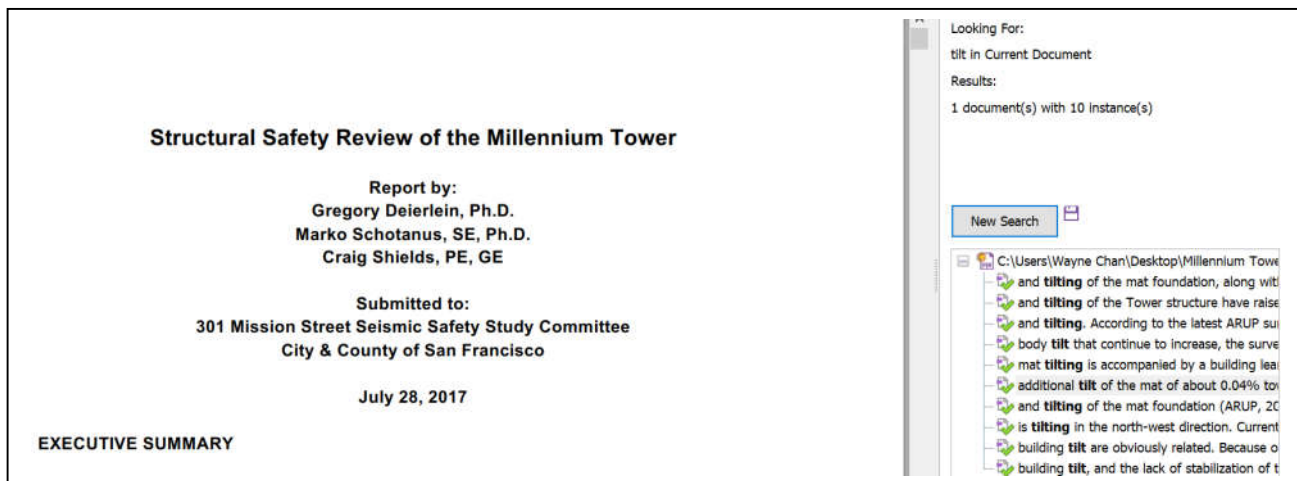 Structural Safety Review of the Millennium Tower
Report by:
Gregory Deierlein, Ph.D.
Marko Schotanus, SE, Ph.D.
Craig Shields, PE, GE
Submitted to:
301 Mission Street Seismic Safety Study Committee
City & County of San Francisco
July 28, 2017
EXECUTIVE SUMMARY
Looking For:
tilt in Current Document
Results:
1 document(s) with 10 instance(s)
New Search
C:\Users\Wayne Chan\Desktop\Millennium Towe
and tilting of the mat foundation, along with
and tilting of the Tower structure have raise
and tilting. According to the latest ARUP su
body tilt that continue to increase, the surve
mat tilting is accompanied by a building lea
additional tilt of the mat of about 0.04% to
and tilting of the mat foundation (ARUP, 20
is tilting in the north-west direction. Current
building tilt are obviously related. Because o
building tilt, and the lack of stabilization of t